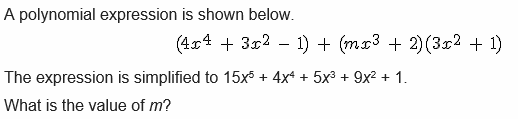 A polynomial expression is shown below.
(4x⁴ + 3x² − 1) + (mx³ + 2)(3x² + 1)
The expression is simplified to 15x⁵ + 4x⁴ + 5x³ + 9x² + 1.
What is the value of m?